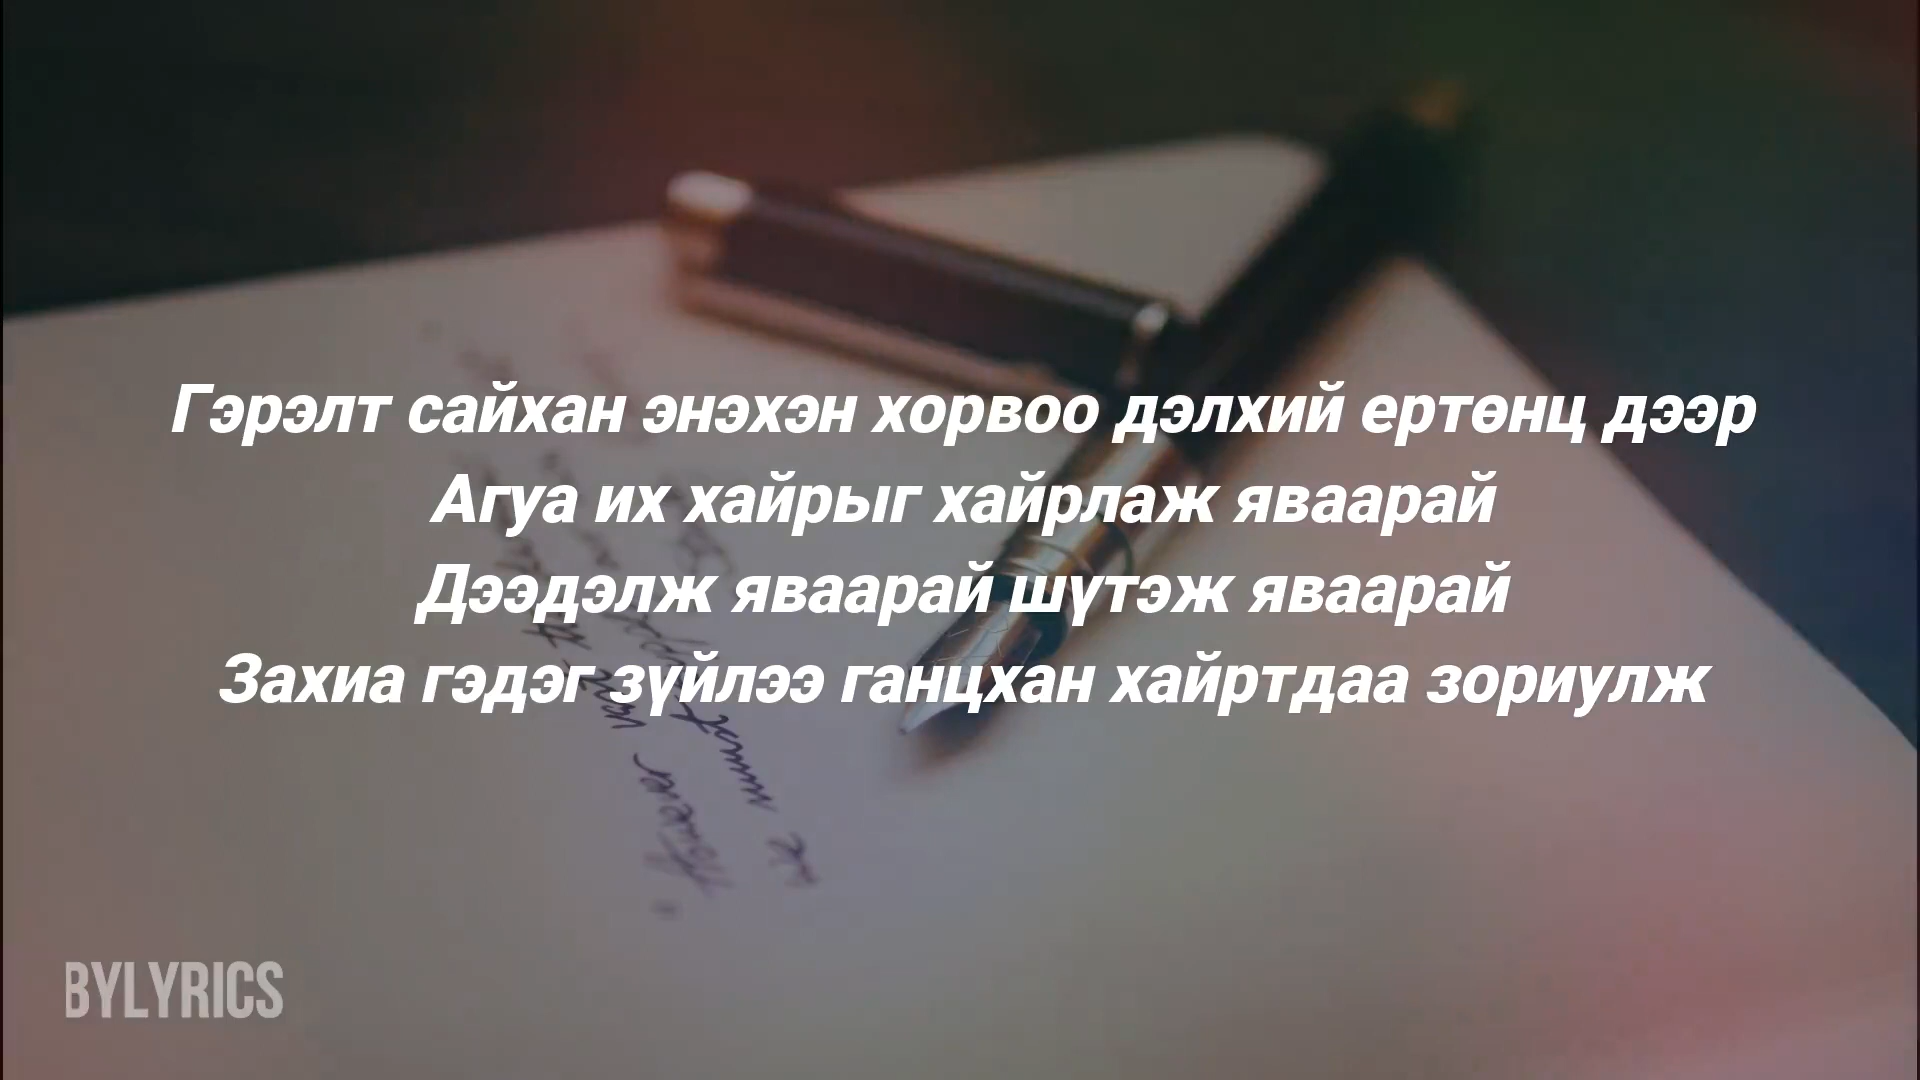 Гэрэлт сайхан энэхэн хорвоо дэлхий ертөнц дээр
Агуа их хайрыг хайрлаж яваарай
Дээдэлж яваарай шүтэж яваарай
Захиа гэдэг зүйлээ ганцхан хайртдаа зориулж
BYLYRICS